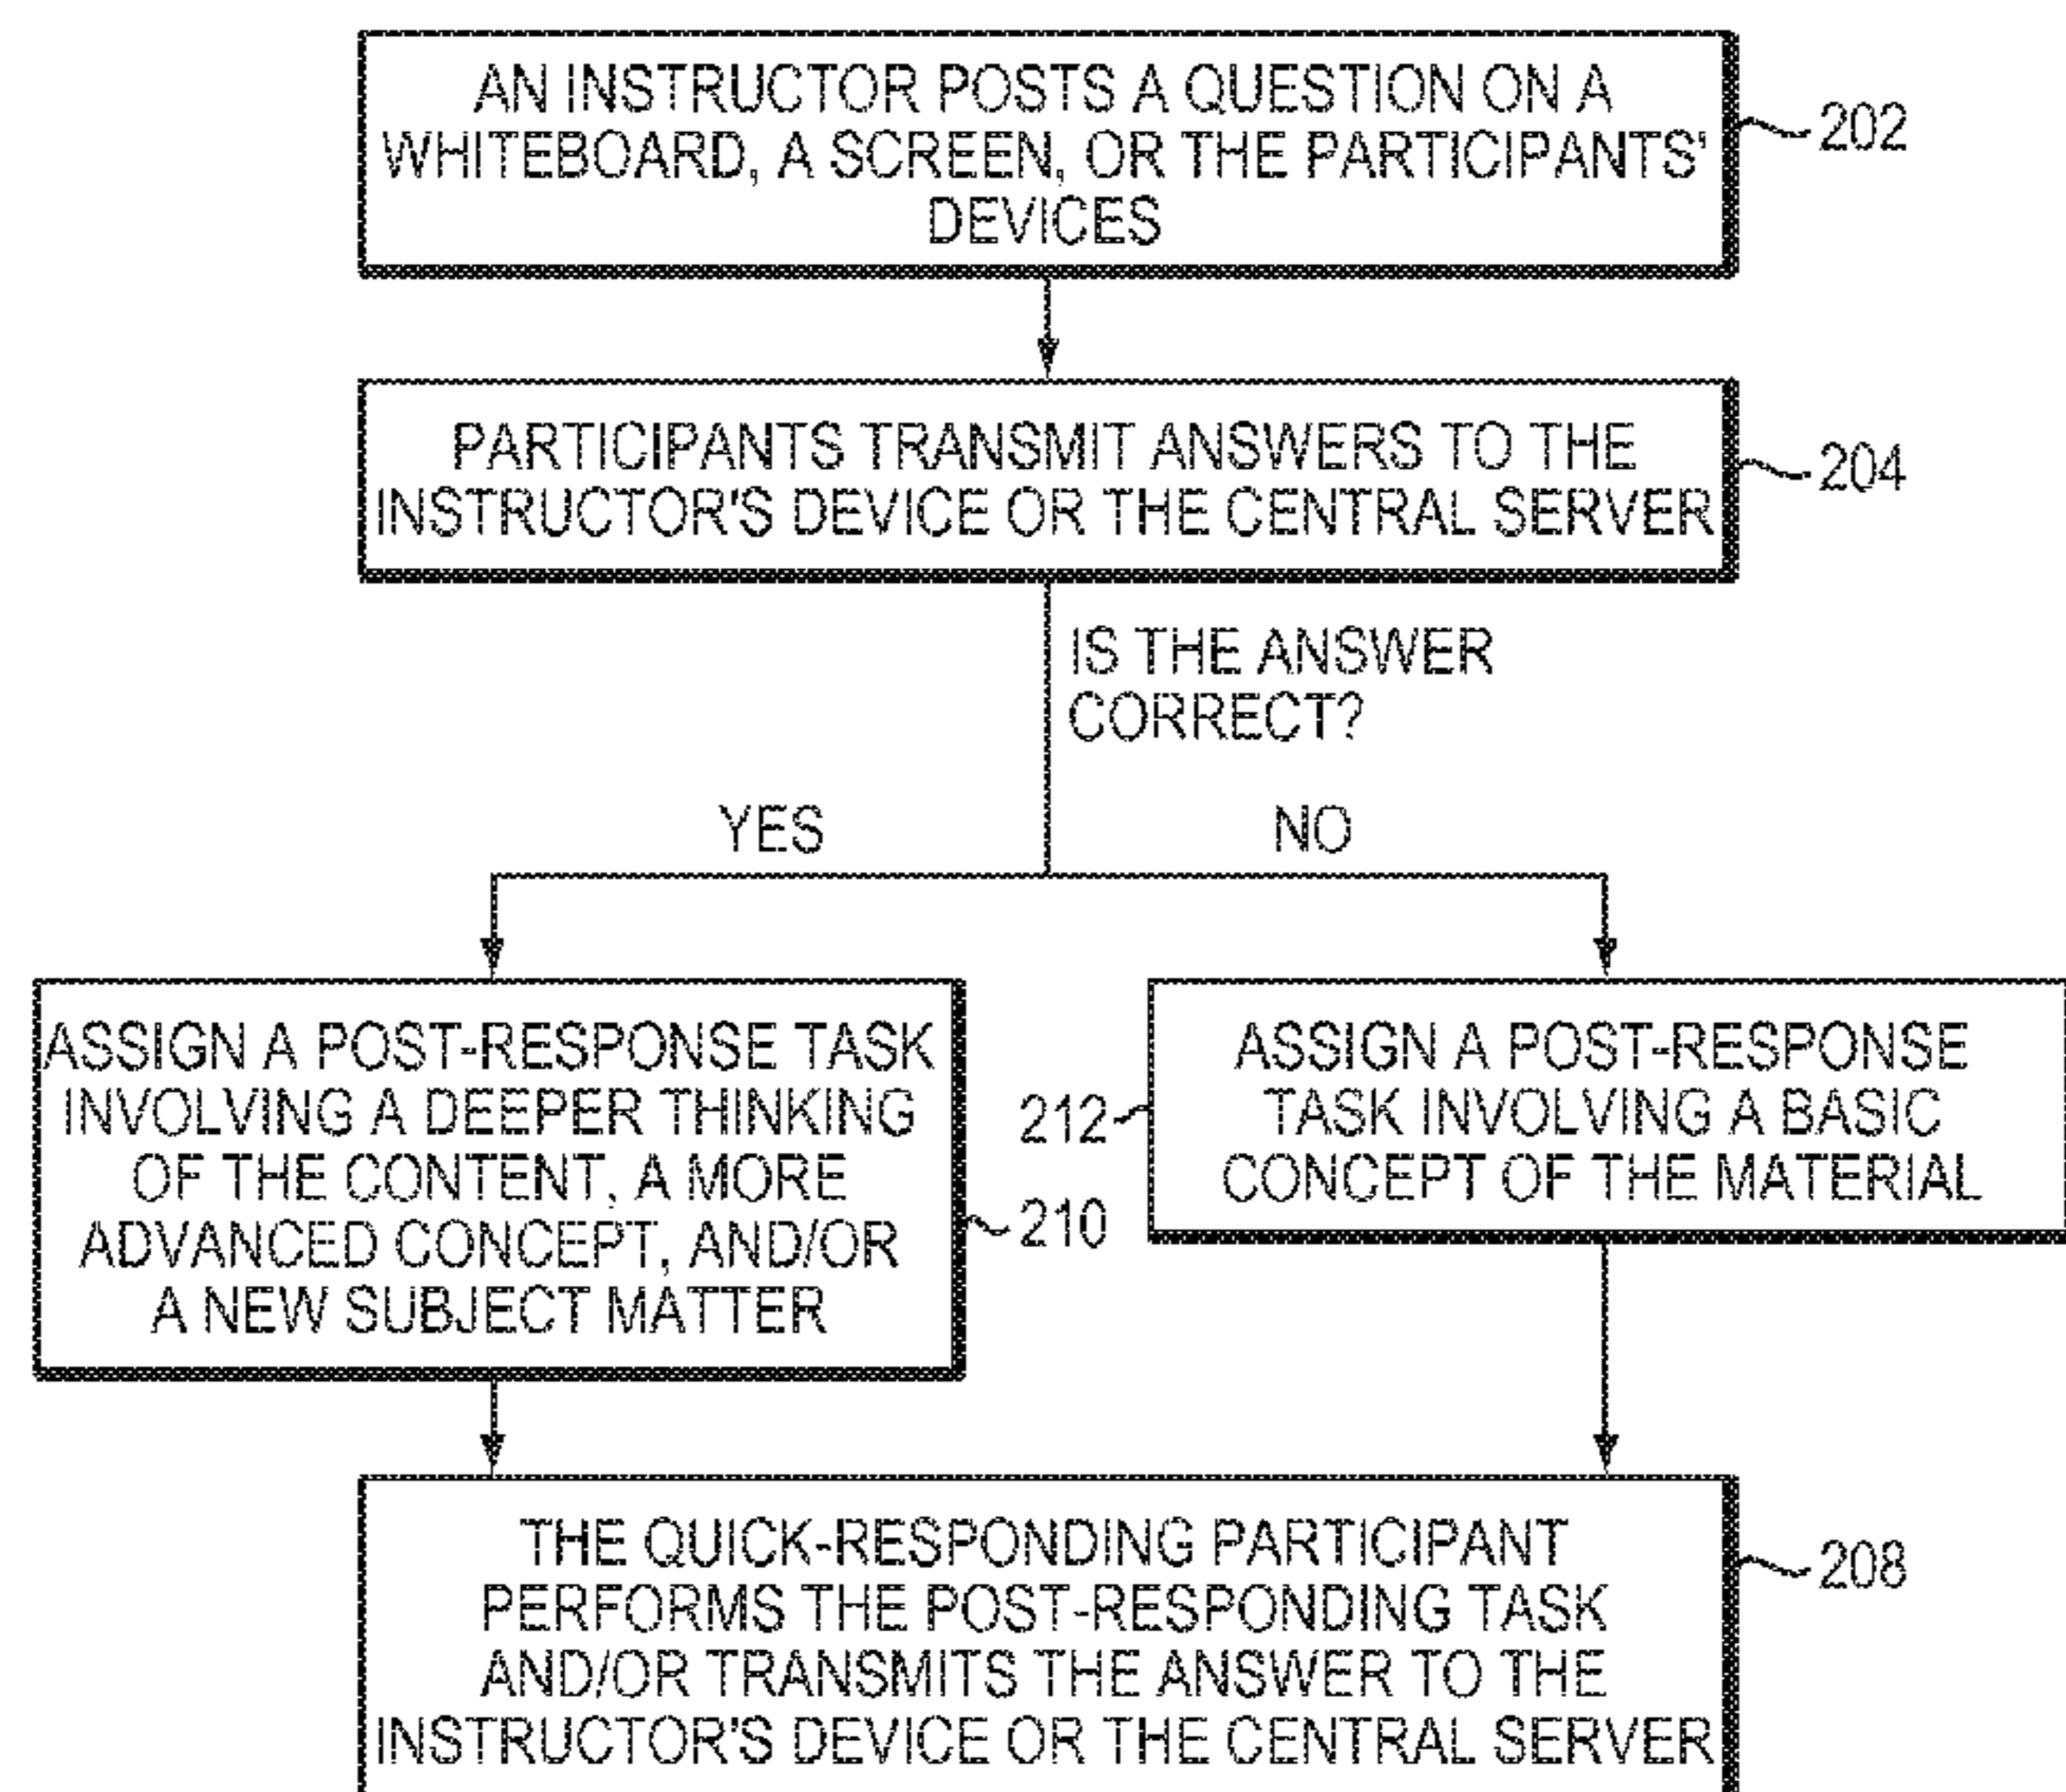 AN INSTRUCTOR POSTS A QUESTION ON A
WHITEBOARD, A SCREEN, OR THE PARTICIPANTS'
DEVICES
202
PARTICIPANTS TRANSMIT ANSWERS TO THE
INSTRUCTOR'S DEVICE OR THE CENTRAL SERVER
204
IS THE ANSWER
CORRECT?
YES
NO
ASSIGN A POST-RESPONSE TASK
INVOLVING A DEEPER THINKING
OF THE CONTENT, A MORE
ADVANCED CONCEPT, AND/OR
A NEW SUBJECT MATTER
210
212
ASSIGN A POST-RESPONSE
TASK INVOLVING A BASIC
CONCEPT OF THE MATERIAL
THE QUICK-RESPONDING PARTICIPANT
PERFORMS THE POST-RESPONDING TASK
AND/OR TRANSMITS THE ANSWER TO THE
INSTRUCTOR'S DEVICE OR THE CENTRAL SERVER
208